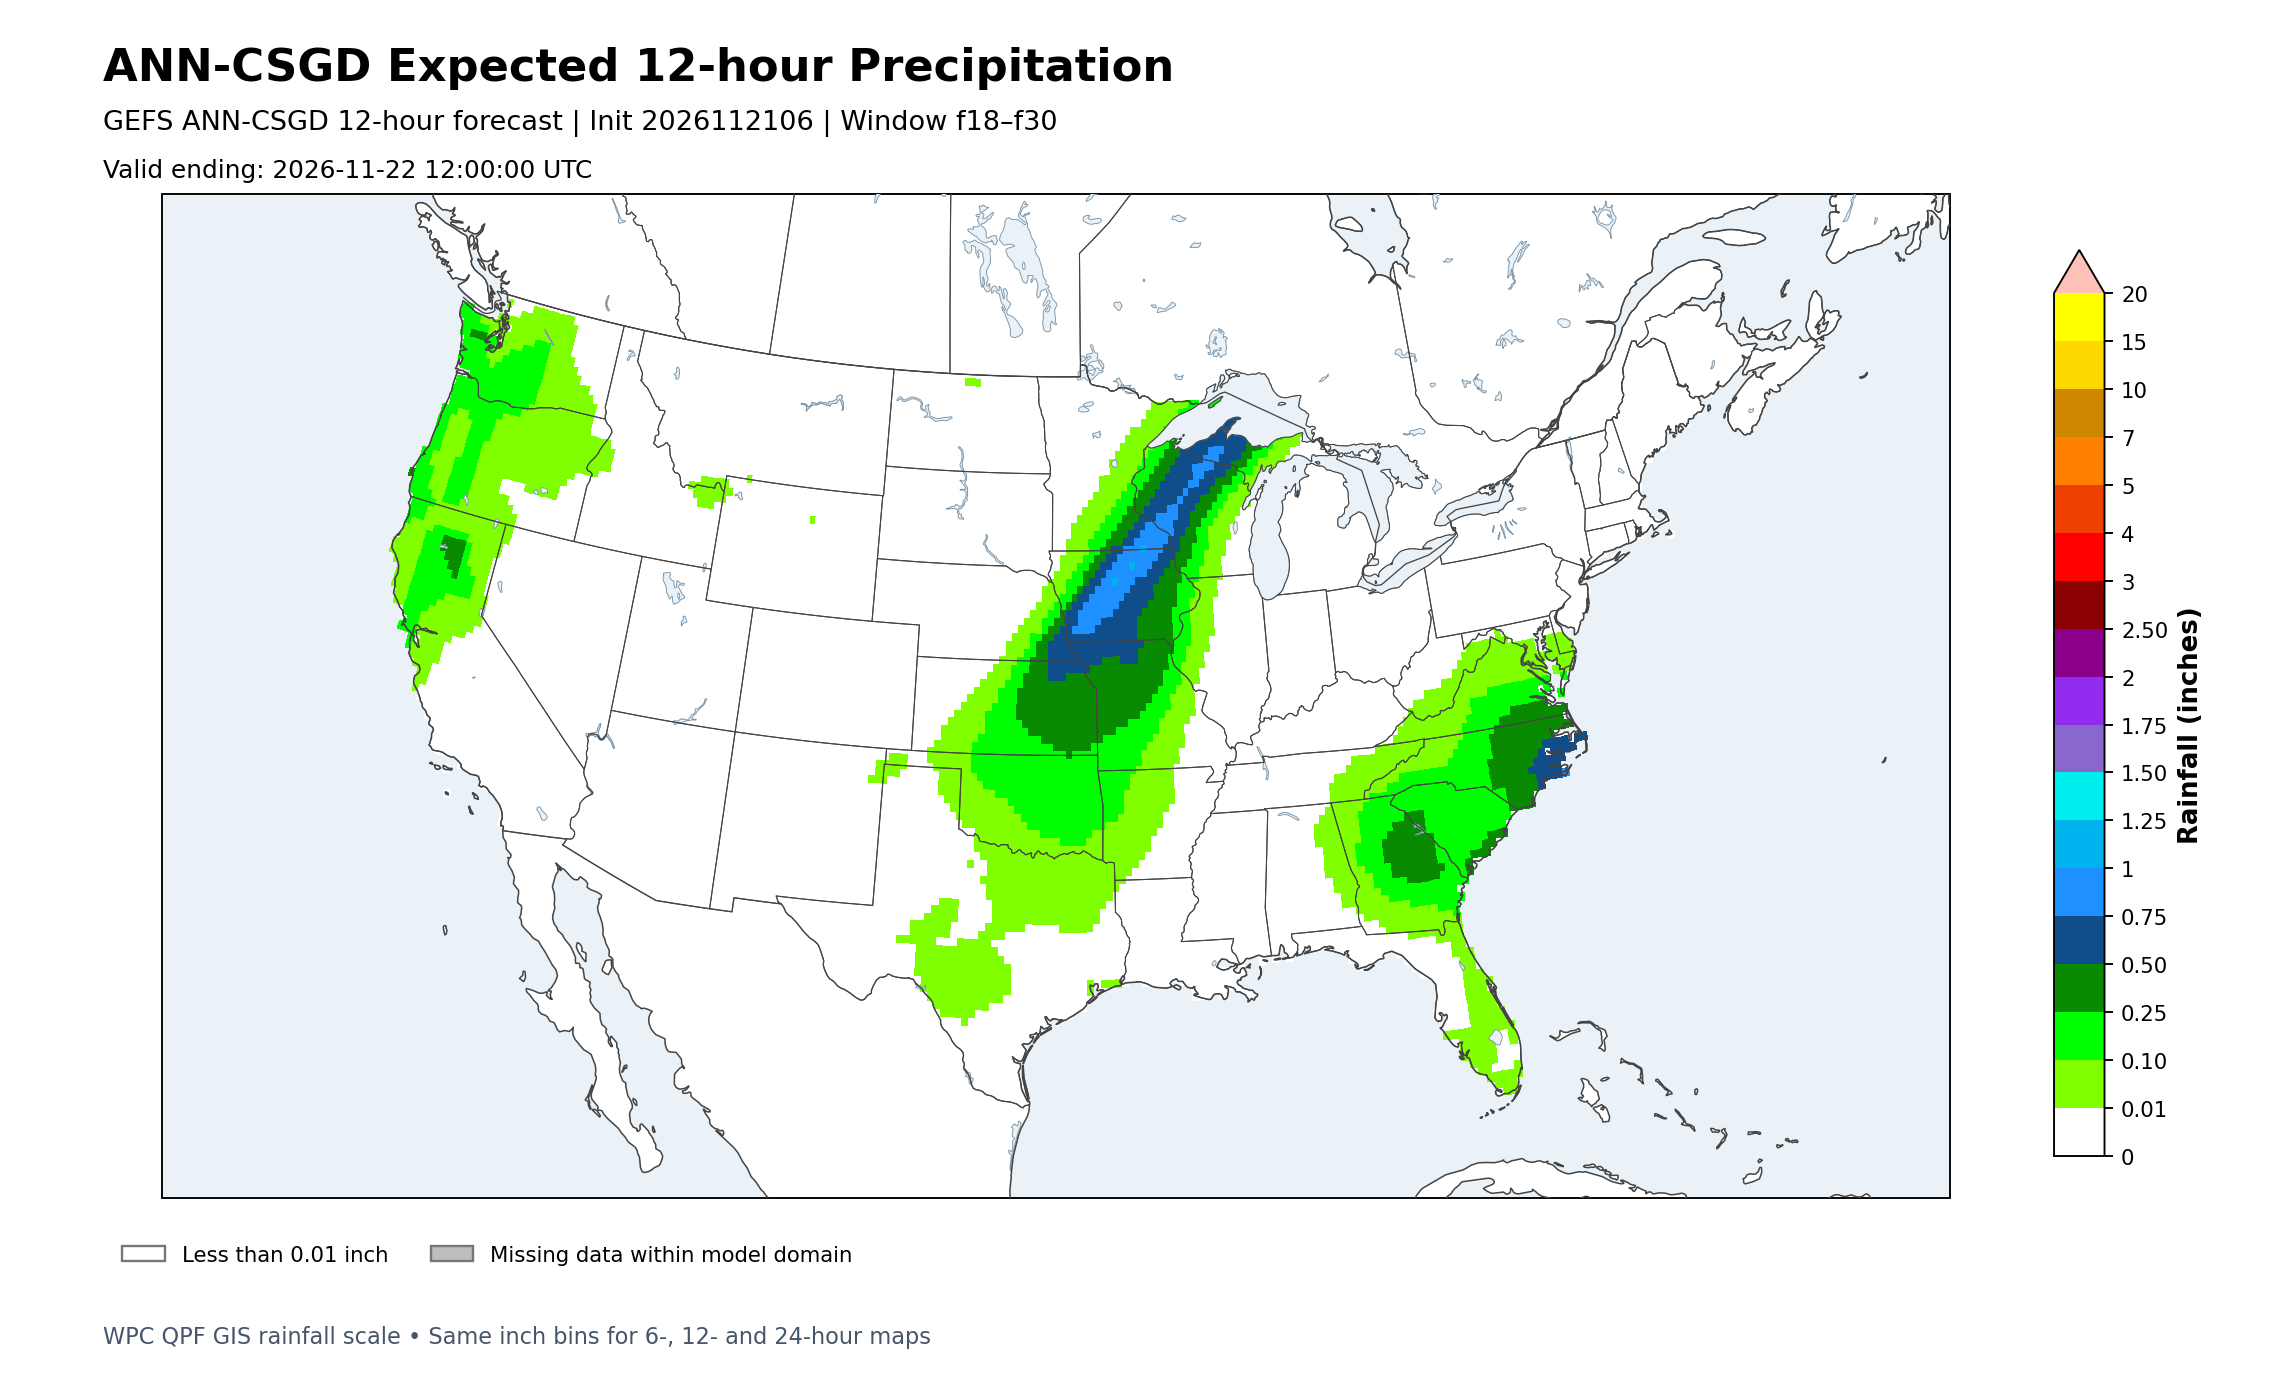 ANN-CSGD Expected 12-hour Precipitation
GEFS ANN-CSGD 12-hour forecast | Init 2026112106 | Window f18–f30
Valid ending: 2026-11-22 12:00:00 UTC
20
15
10
7
5
4
3
2.50
2
1.75
1.50
1.25
1
0.75
0.50
0.25
0.10
0.01
0
Rainfall (inches)
Less than 0.01 inch
Missing data within model domain
WPC QPF GIS rainfall scale • Same inch bins for 6-, 12- and 24-hour maps